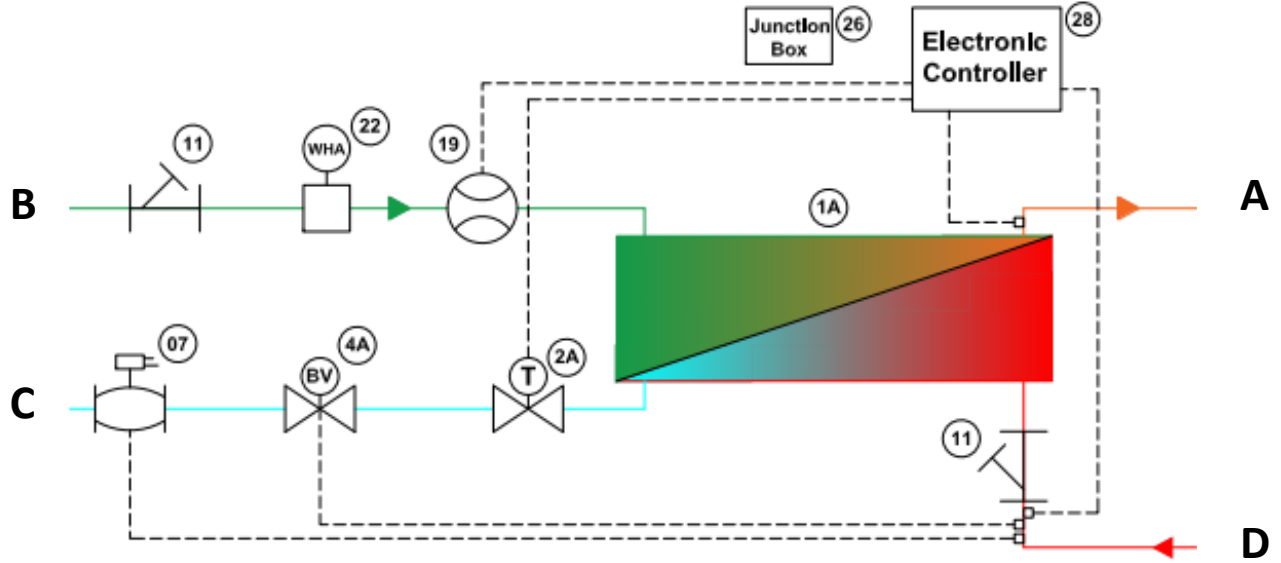 Junction
Box
26
Electronic
Controller
28
11
WHA
22
19
B
1A
A
07
BV
4A
T
2A
C
11
D